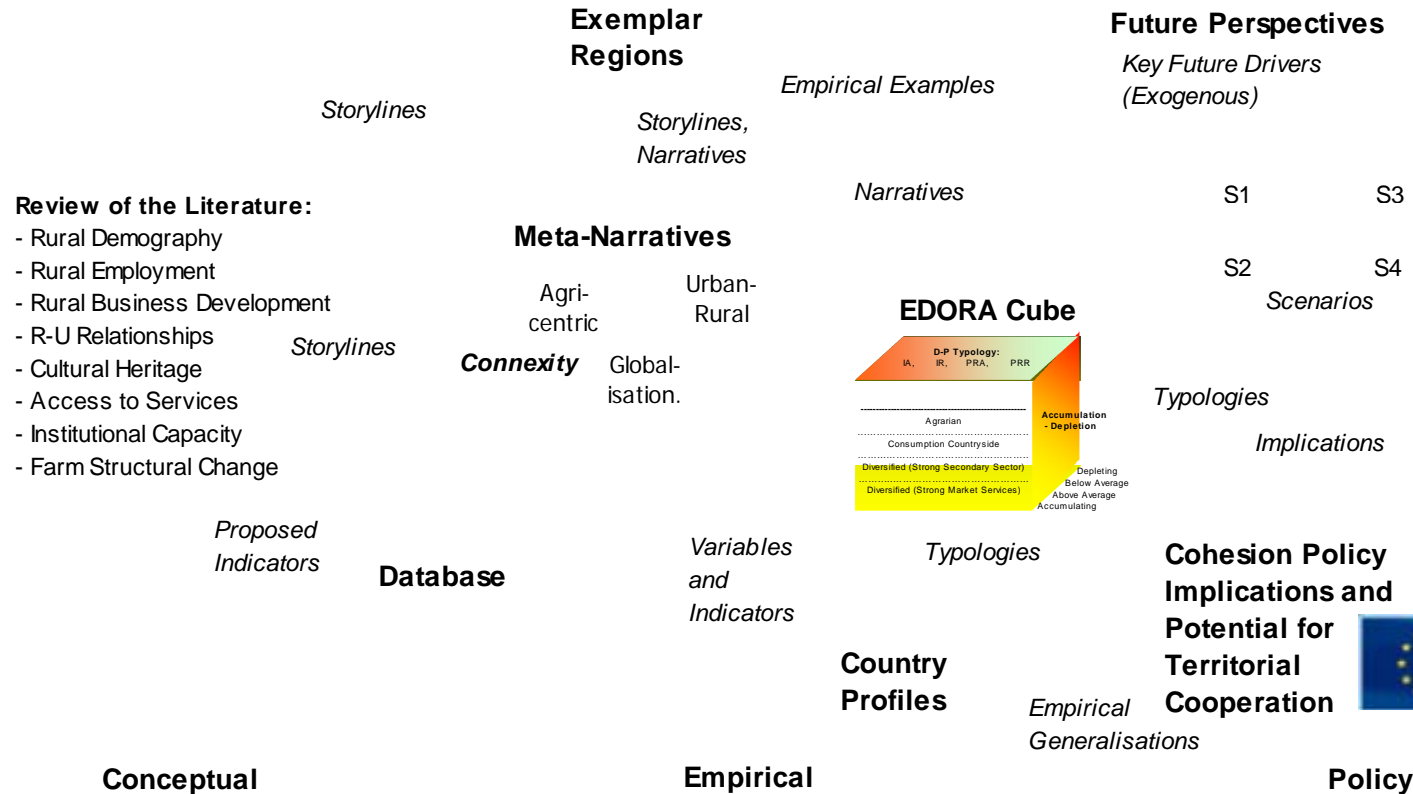 Exemplar
Regions
Future Perspectives
Key Future Drivers
(Exogenous)
Empirical Examples
Storylines
Storylines,
Narratives
Narratives
S1 S3
S2 S4
Scenarios
Review of the Literature:
- Rural Demography
- Rural Employment
- Rural Business Development
- R-U Relationships
- Cultural Heritage
- Access to Services
- Institutional Capacity
- Farm Structural Change
Storylines
Meta-Narratives
Agri-
centric
Urban-
Rural
Connexity
Global-
isation.
EDORA Cube
D-P Typology:
IA, IR, PRA, PRR
Agrarian
Consumption Countryside
Diversified (Strong Secondary Sector)
Diversified (Strong Market Services)
Accumulation
- Depletion
Depleting
Below Average
Above Average
Accumulating
Typologies
Implications
Proposed
Indicators
Database
Variables
and
Indicators
Typologies
Cohesion Policy
Implications and
Potential for
Territorial
Cooperation
Country
Profiles
Empirical
Generalisations
Conceptual
Empirical
Policy